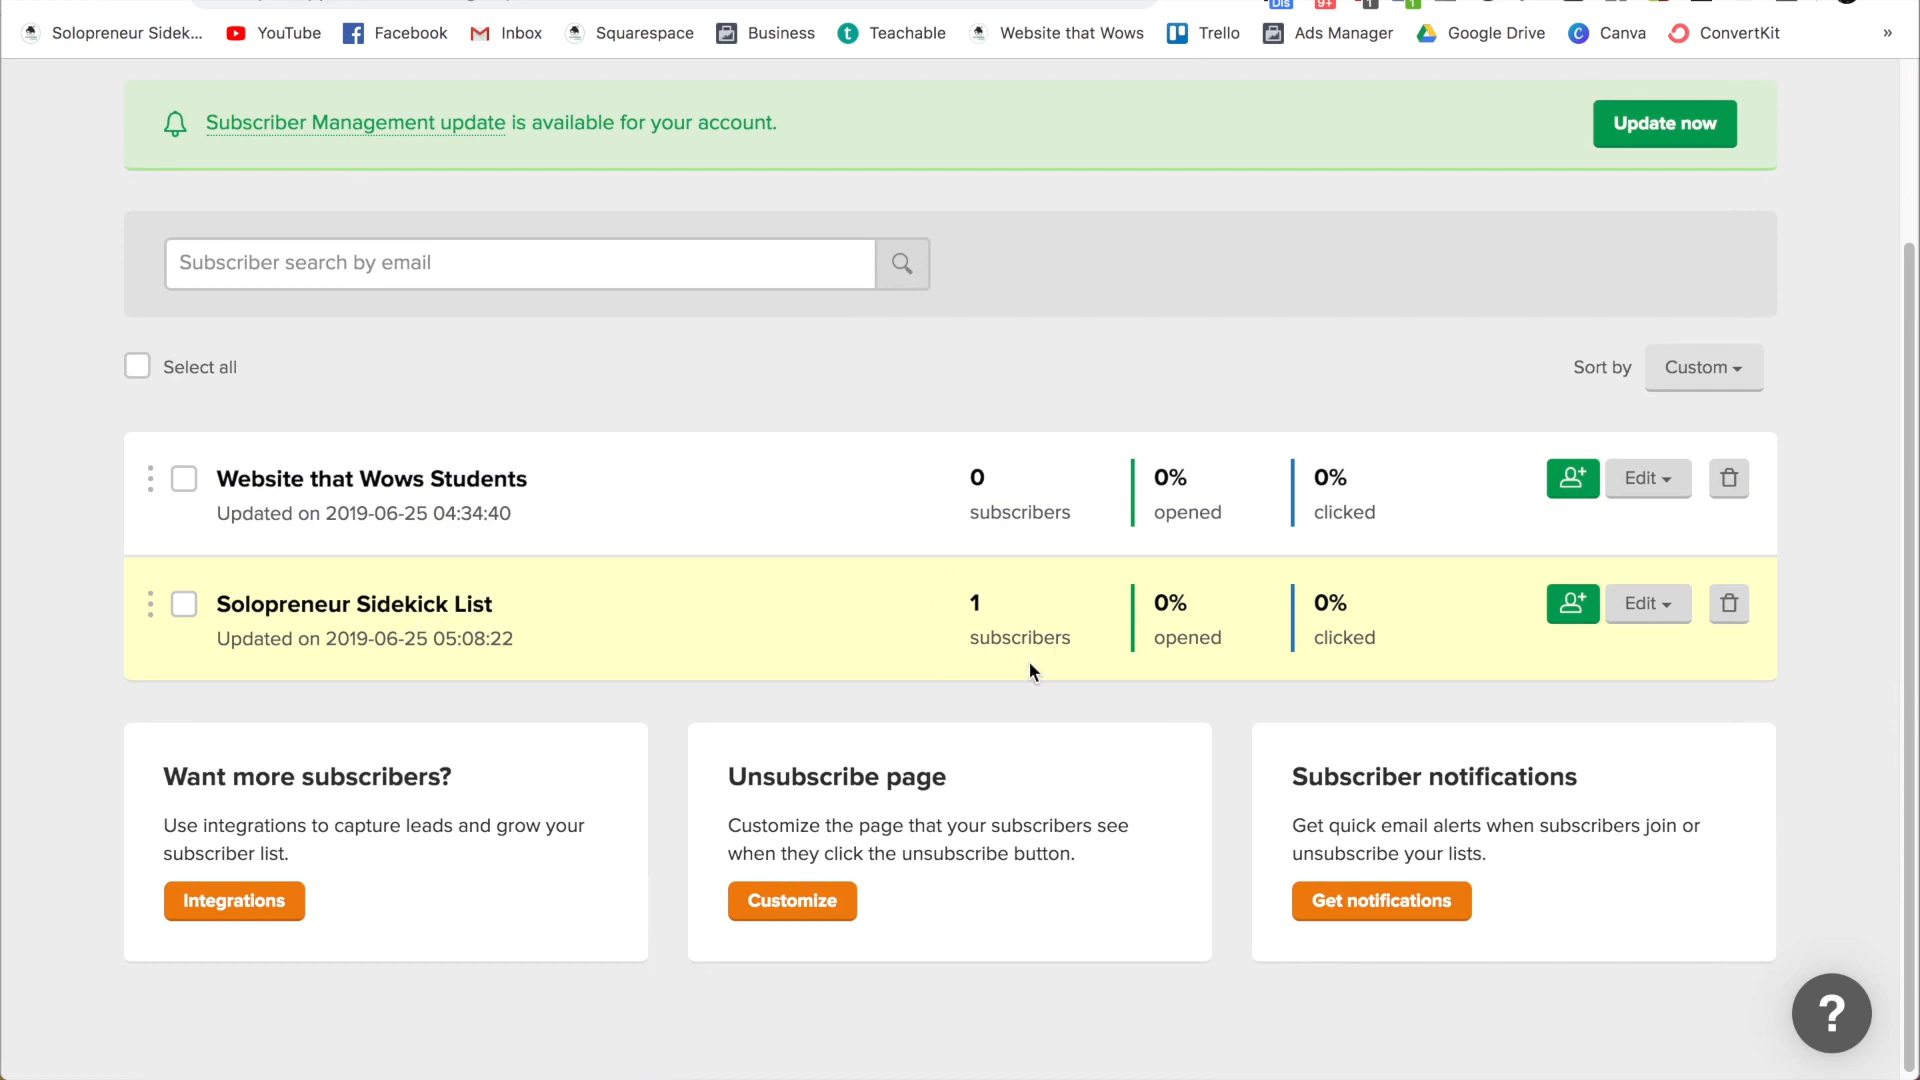 Solopreneur Sidek... YouTube Facebook Inbox Squarespace Business Teachable Website that Wows Trello Ads Manager Google Drive Canva ConvertKit »
Subscriber Management update is available for your account.
Update now
Subscriber search by email
Select all
Sort by Custom
Website that Wows Students
Updated on 2019-06-25 04:34:40
0
subscribers
0%
opened
0%
clicked
Edit
Solopreneur Sidekick List
Updated on 2019-06-25 05:08:22
1
subscribers
0%
opened
0%
clicked
Edit
Want more subscribers?
Use integrations to capture leads and grow your
subscriber list.
Integrations
Unsubscribe page
Customize the page that your subscribers see
when they click the unsubscribe button.
Customize
Subscriber notifications
Get quick email alerts when subscribers join or
unsubscribe your lists.
Get notifications
?